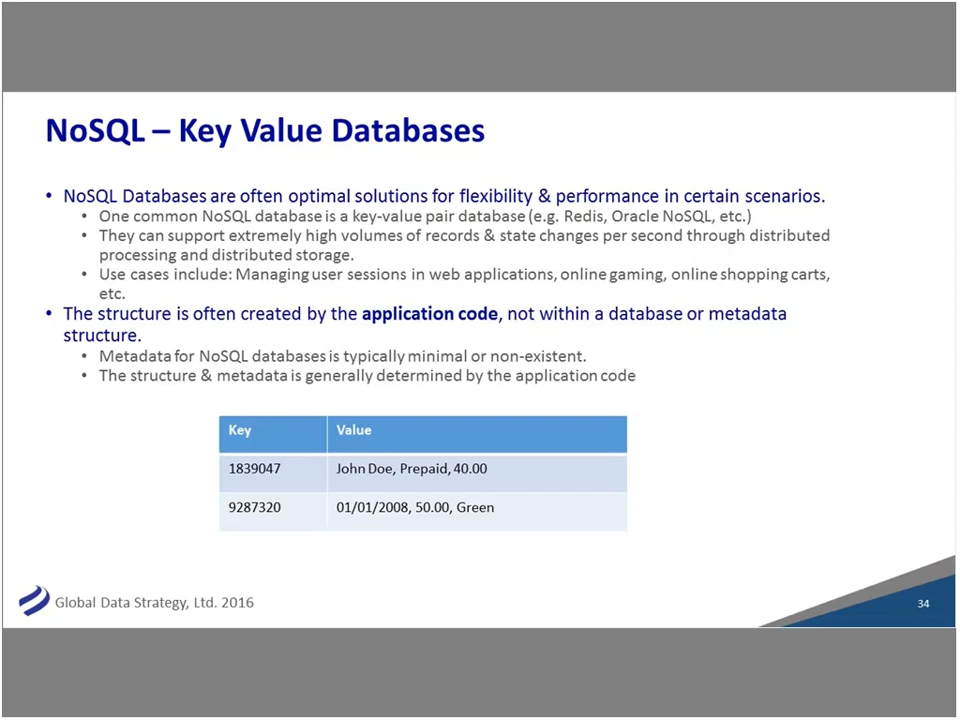 NoSQL – Key Value Databases
• NoSQL Databases are often optimal solutions for flexibility & performance in certain scenarios.
• One common NoSQL database is a key-value pair database (e.g. Redis, Oracle NoSQL, etc.)
• They can support extremely high volumes of records & state changes per second through distributed
processing and distributed storage.
• Use cases include: Managing user sessions in web applications, online gaming, online shopping carts,
etc.
• The structure is often created by the application code, not within a database or metadata
structure.
• Metadata for NoSQL databases is typically minimal or non-existent.
• The structure & metadata is generally determined by the application code
Key Value
1839047 John Doe, Prepaid, 40.00
9287320 01/01/2008, 50.00, Green
Global Data Strategy, Ltd. 2016
34